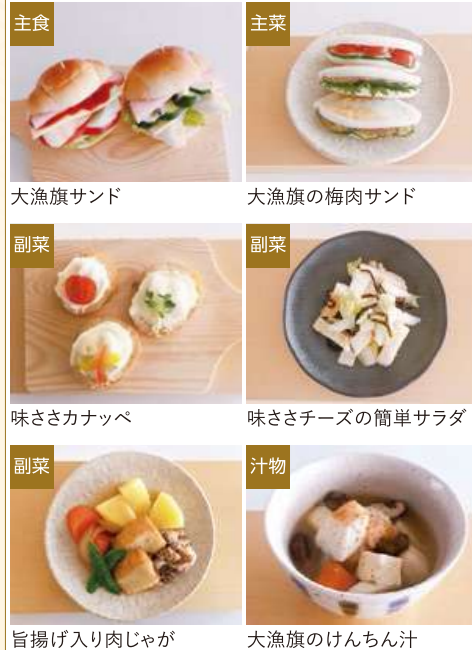 主食
大漁旗サンド
主菜
大漁旗の梅肉サンド
副菜
味ささカナッペ
副菜
味ささチーズの簡単サラダ
副菜
旨揚げ入り肉じゃが
汁物
大漁旗のけんちん汁